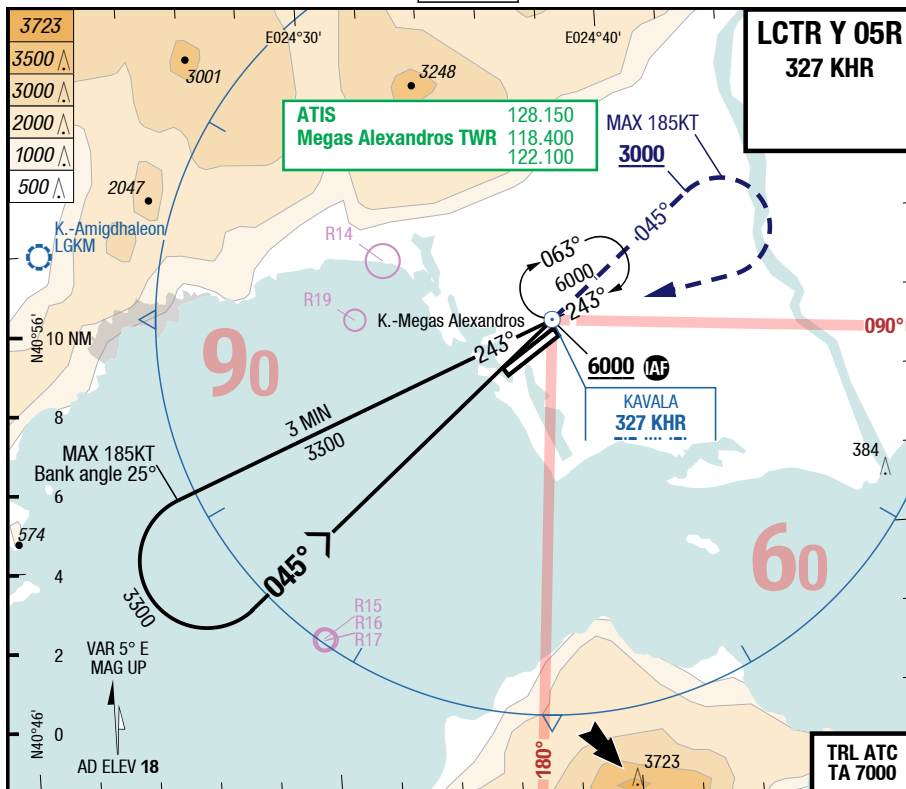 3723
3500
3000
2000
1000
500
E024°30'
E024°40'
LCTR Y 05R
327 KHR
3001
3248
ATIS 128.150
Megas Alexandros TWR 118.400
122.100
MAX 185KT
3000
045°
2047
K.-Amigdhaleon
LGKM
R14
R19
063°
6000
243°
K.-Megas Alexandros
N40°56'
10 NM
90
243°
090°
6000 IAF
KAVALA
327 KHR
3 MIN
3300
8
MAX 185KT
Bank angle 25°
384
6
574
60
4
045°
3300
R15
R16
R17
2
VAR 5° E
MAG UP
N40°46'
0
180°
3723
AD ELEV 18
TRL ATC
TA 7000